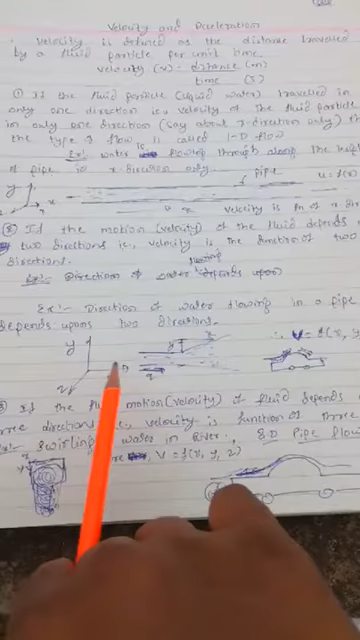 Velocity and Decleration
Velocity is defined as the distance travelled
by a fluid particle per unit time.
velocity (v) - distance (m)
time (s)
① If the fluid particle (liquid water) travelled in
only one direction i.e., velocity of the fluid particle
in only one direction (say about x-direction only) th
the type of flow is called 1-D flow
Ex:- water is flowing through along the
of pipe in x-direction only
y pipe u = f(x)
x velocity is fn of x dir
② If the motion (velocity) of the fluid depends
two directions i.e., velocity is the function of two
directions.
Ex:- Direction of water depends upon
Ex:- Direction of water flowing in a pipe
depends upons two directions.
y ∴ V = f(x, y
z
If the fluid motion (velocity) of fluid depends
three directions i.e., velocity is function of three
Swirling water in River. 3-D Pipe flow
V = f(x, y, z)